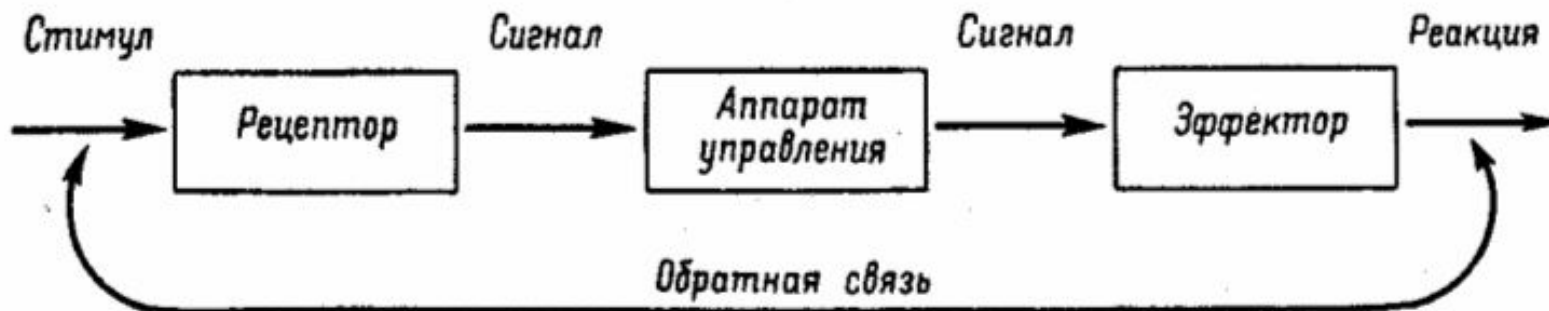 Стимул
Сигнал
Сигнал
Реакция
Рецептор
Аппарат
управления
Эффектор
Обратная связь